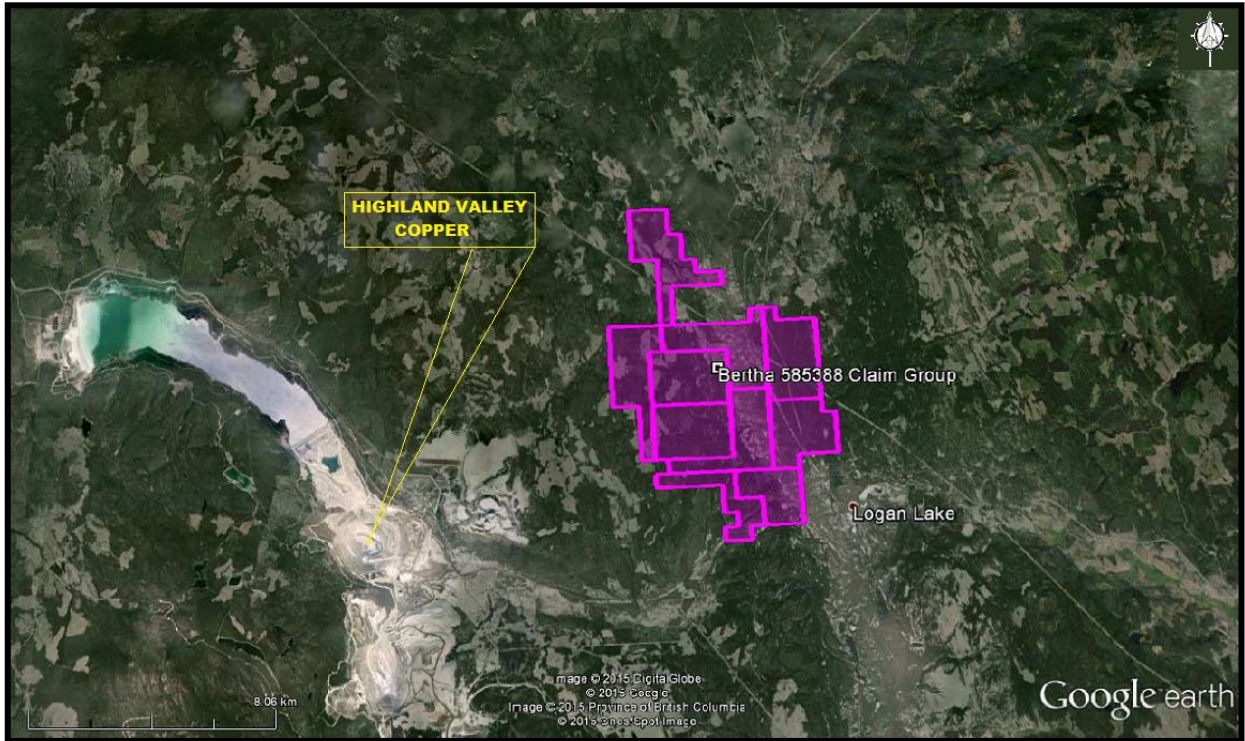 HIGHLAND VALLEY
COPPER
Bertha 585388 Claim Group
Logan Lake
8.06 km
Image © 2015 DigitalGlobe
© 2015 Google
Image © 2015 Province of British Columbia
© 2015 Cnes/Spot Image
Google earth